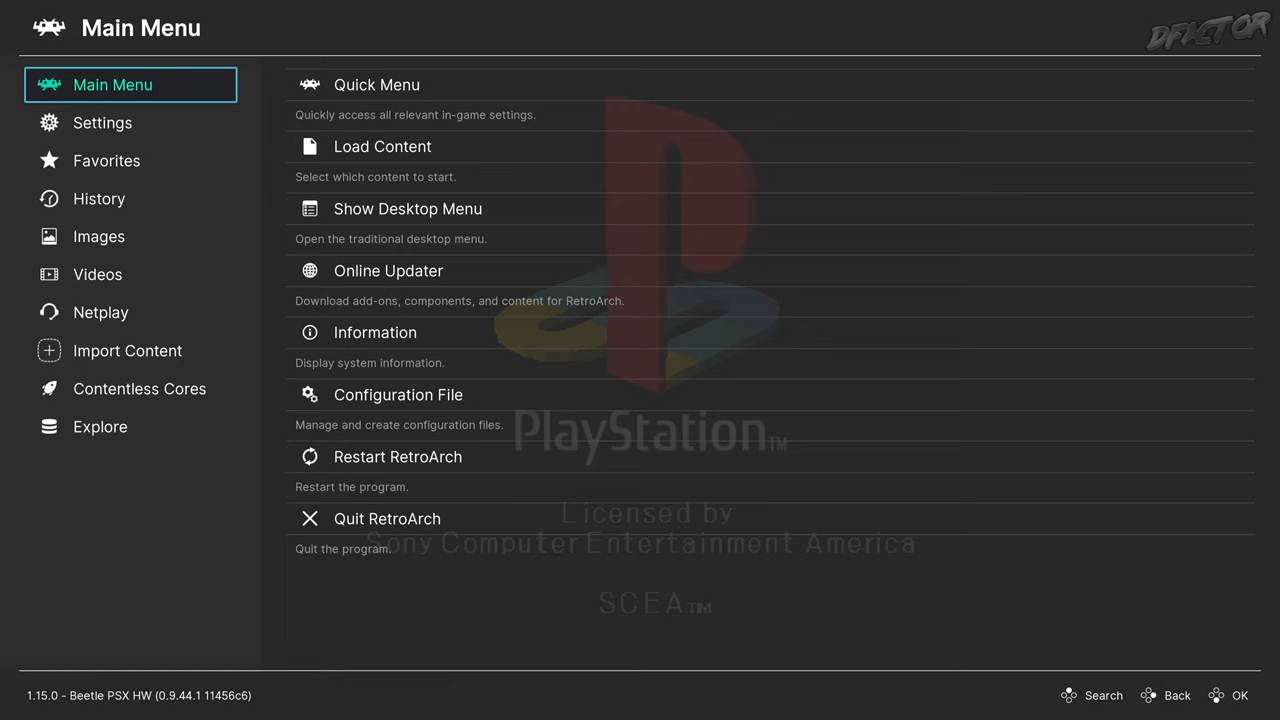 Main Menu
DFACTOR
Main Menu
Settings
Favorites
History
Images
Videos
Netplay
Import Content
Contentless Cores
Explore
Quick Menu
Quickly access all relevant in-game settings.
Load Content
Select which content to start.
Show Desktop Menu
Open the traditional desktop menu.
Online Updater
Download add-ons, components, and content for RetroArch.
Information
Display system information.
Configuration File
Manage and create configuration files.
PlayStation™
Restart RetroArch
Restart the program.
Quit RetroArch
Licensed by
Sony Computer Entertainment America
Quit the program.
SCEA™
1.15.0 - Beetle PSX HW (0.9.44.1 11456c6)
Search Back OK